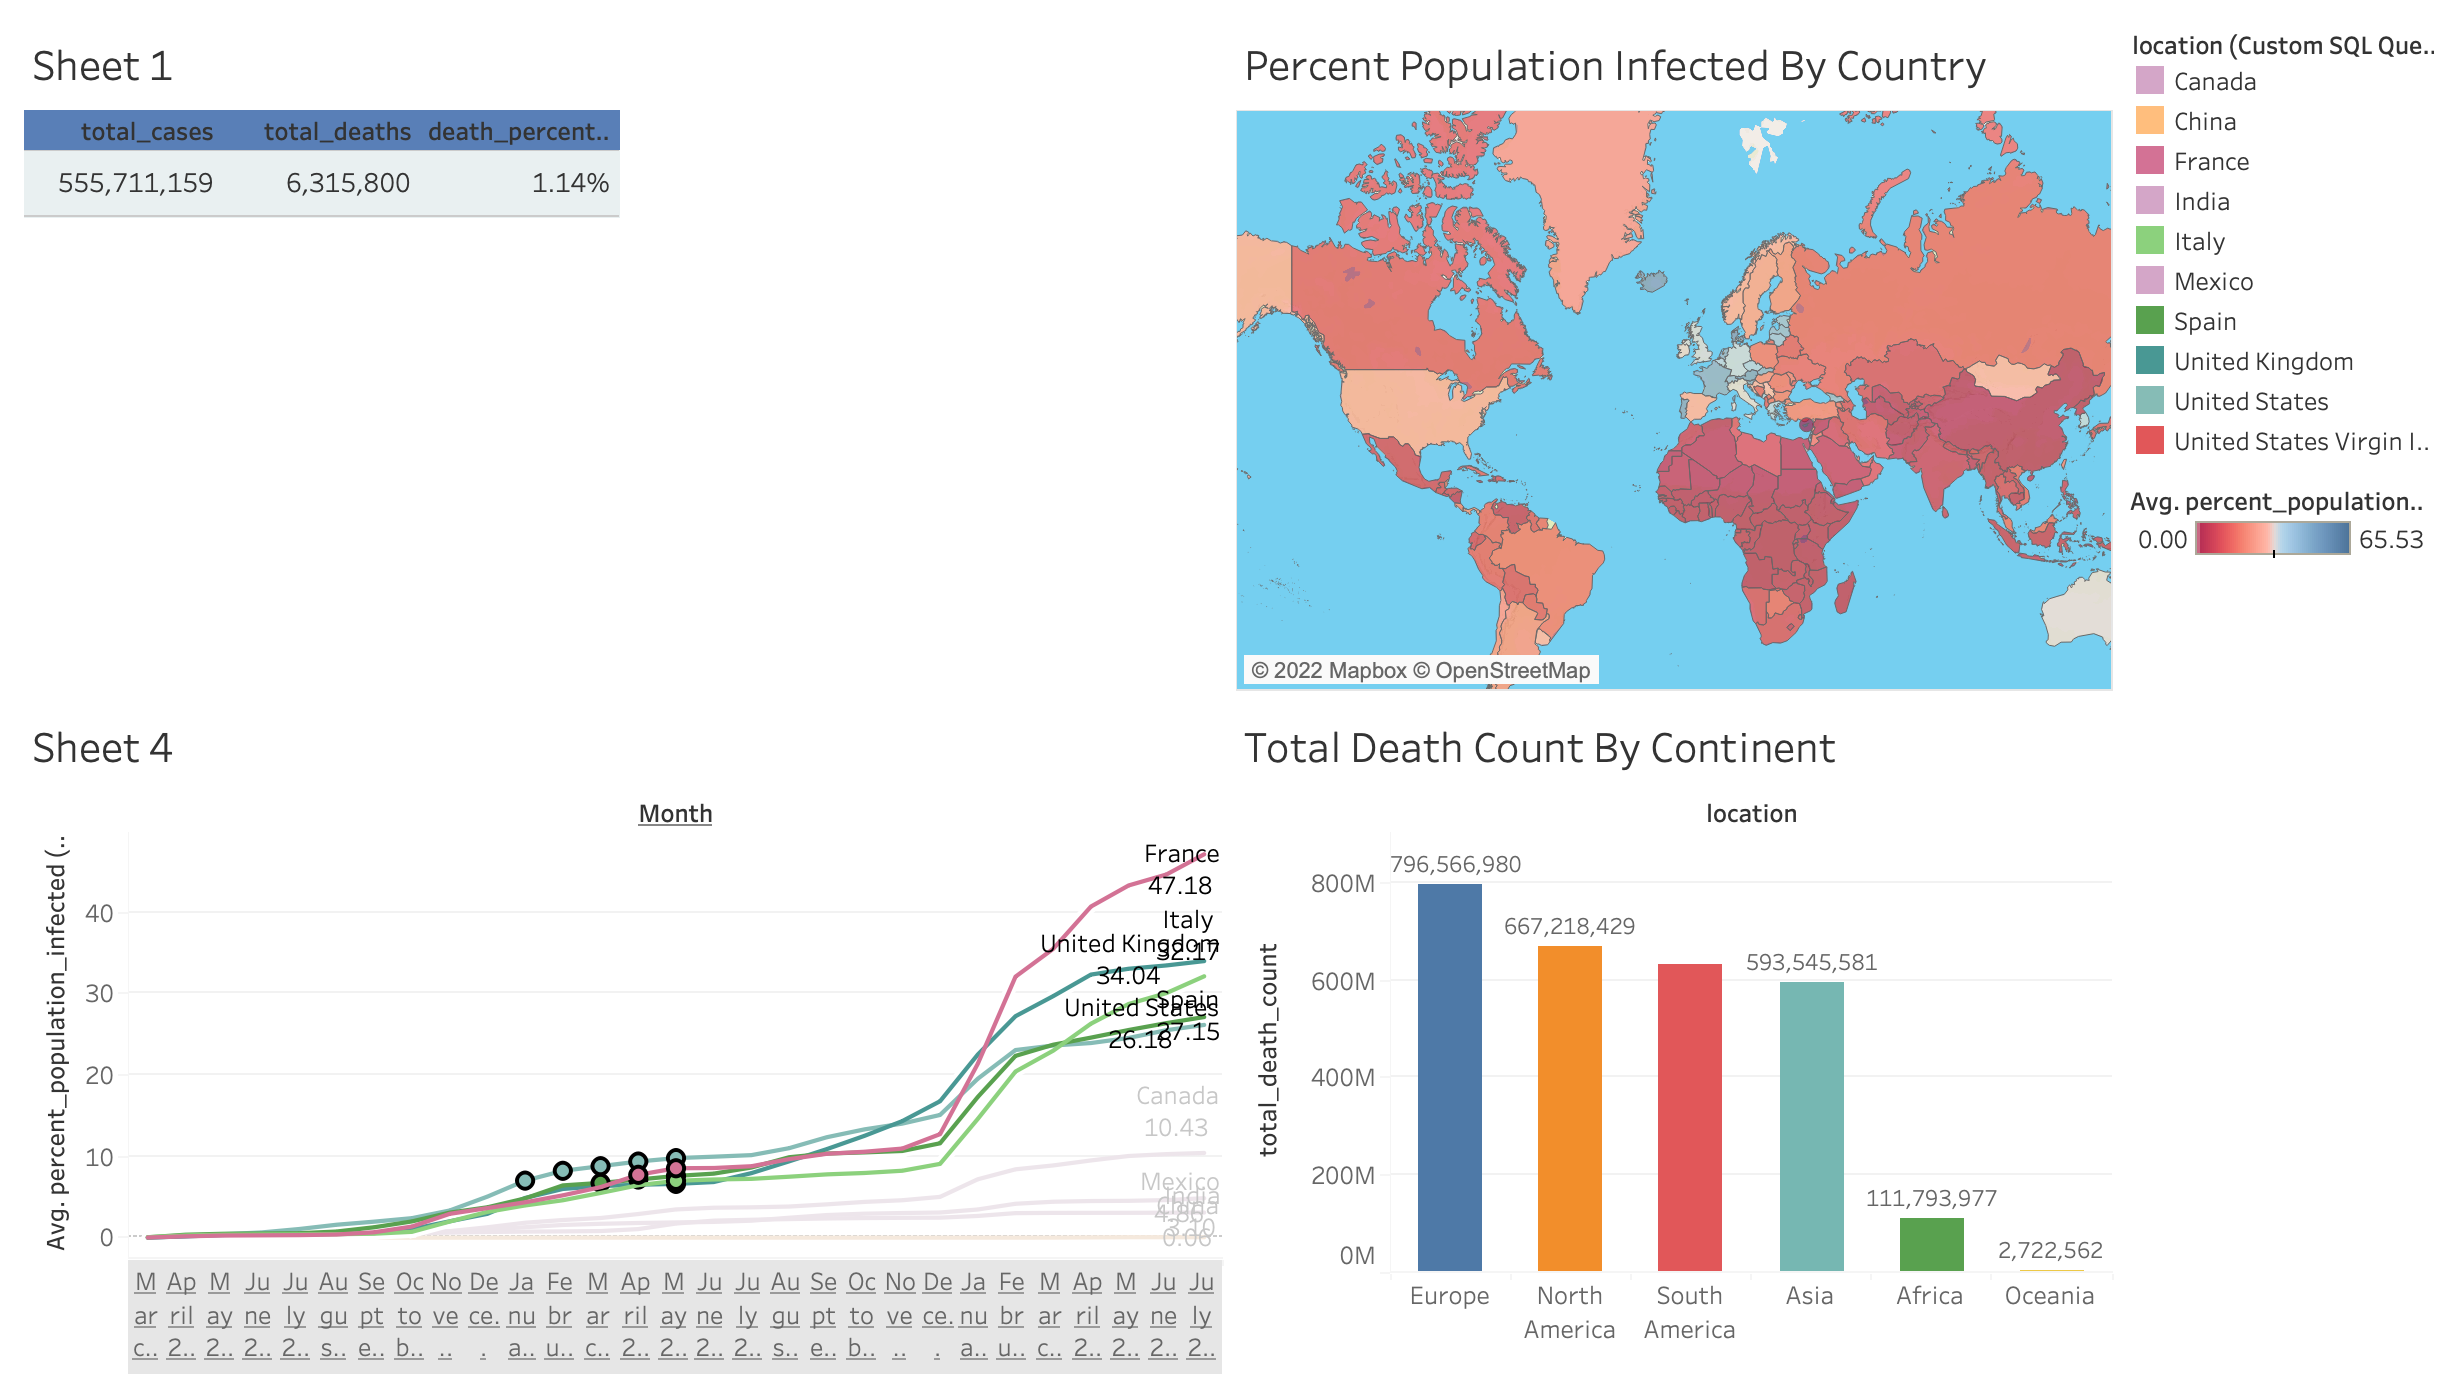 Sheet 1
total_cases total_deaths death_percent..
555,711,159 6,315,800 1.14%
Percent Population Infected By Country
© 2022 Mapbox © OpenStreetMap
location (Custom SQL Que..
Canada
China
France
India
Italy
Mexico
Spain
United Kingdom
United States
United States Virgin I..
Avg. percent_population..
0.00 65.53
Sheet 4
Month
Avg. percent_population_infected (..
40
30
20
10
0
France
47.18
Italy
32.17
United Kingdom
34.04
Spain
27.15
United States
26.18
Canada
10.43
Mexico
4.86
India
3.10
China
0.06
M Ap M Ju Ju Au Se Oc No De Ja Fe M Ap M Ju Ju Au Se Oc No De Ja Fe M Ap M Ju Ju
ar ril ay ne ly gu pt to ve ce. nu br ar ril ay ne ly gu pt to ve ce. nu br ar ril ay ne ly
c.. 2.. 2.. 2.. 2.. s.. e.. b.. .. . a.. u.. c.. 2.. 2.. 2.. 2.. s.. e.. b.. .. . a.. u.. c.. 2.. 2.. 2.. 2..
Total Death Count By Continent
location
total_death_count
800M
600M
400M
200M
0M
796,566,980
667,218,429
593,545,581
111,793,977
2,722,562
Europe North South Asia Africa Oceania
America America